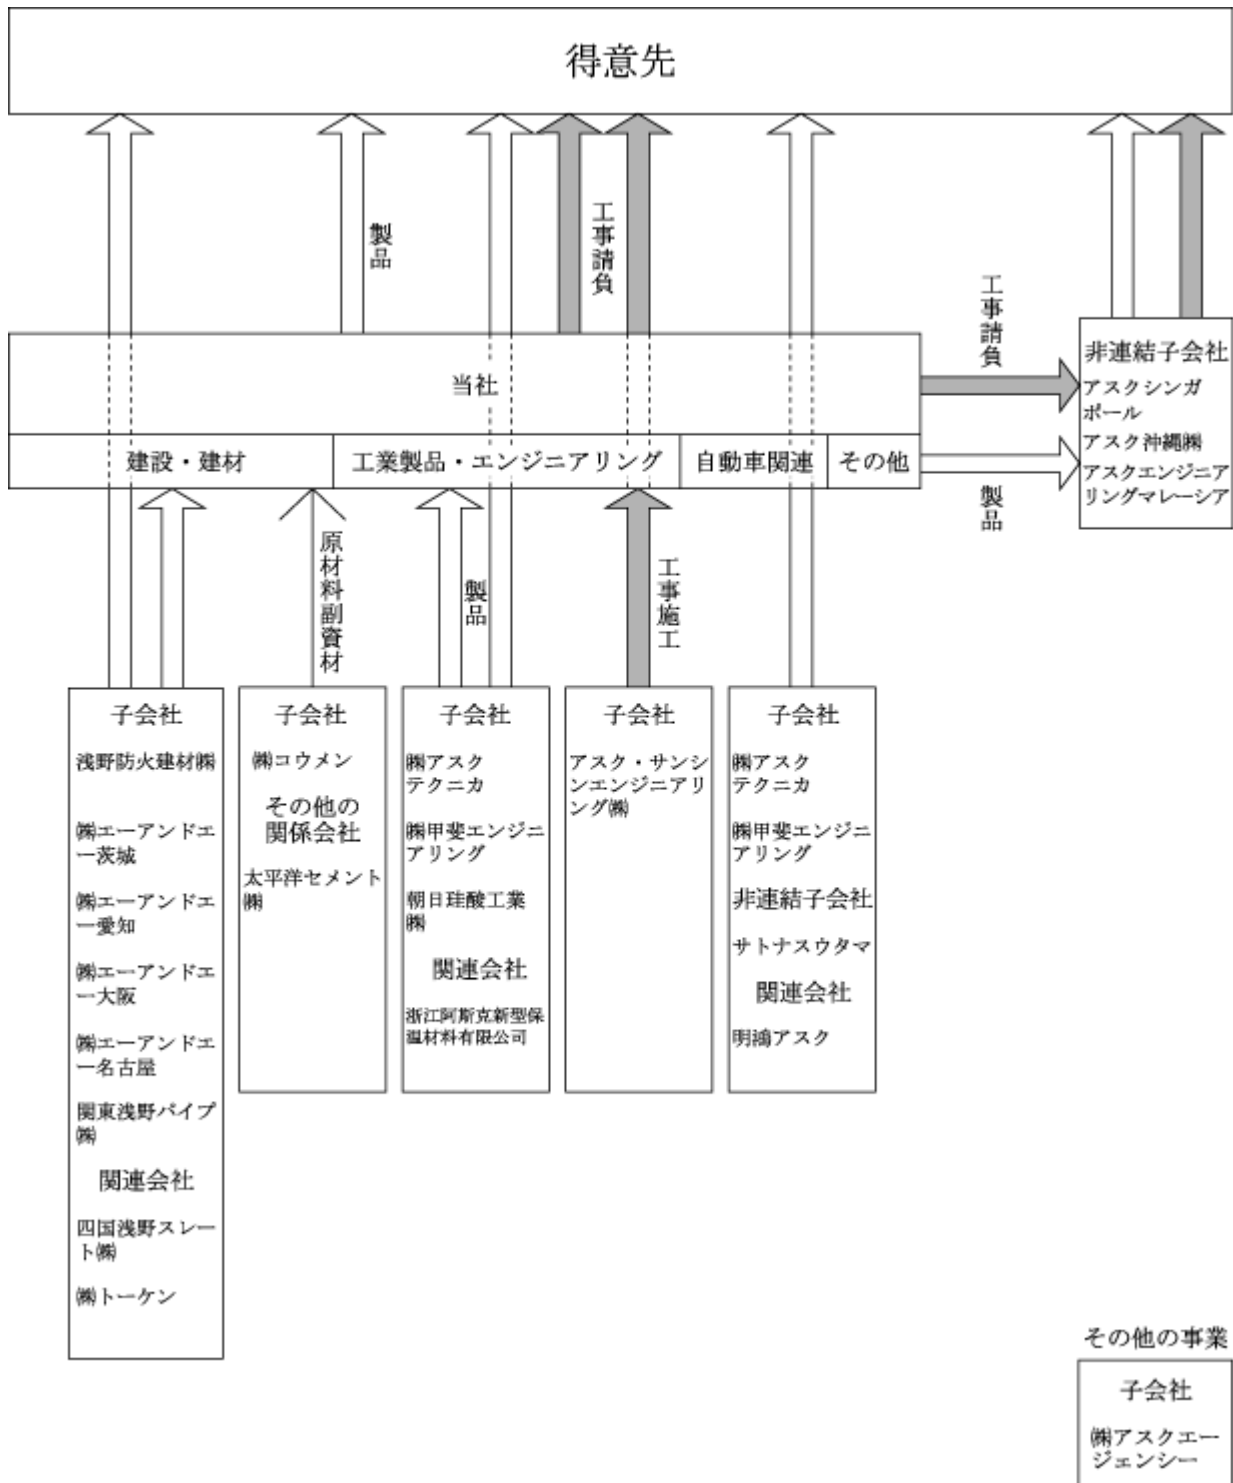 得意先
製品
工事請負
工事請負
当社
建設・建材
工業製品・エンジニアリング
自動車関連
その他
製品
非連結子会社
アスクシンガ
ポール
アスク沖縄㈱
アスクエンジニア
リングマレーシア
原材料副資材
製品
工事施工
子会社
浅野防火建材㈱
㈱エーアンドエ
ー茨城
㈱エーアンドエ
ー愛知
㈱エーアンドエ
ー大阪
㈱エーアンドエ
ー名古屋
関東浅野パイプ
㈱
関連会社
四国浅野スレー
ト㈱
㈱トーケン
子会社
㈱コウメン
その他の
関係会社
太平洋セメント
㈱
子会社
㈱アスク
テクニカ
㈱甲斐エンジニ
アリング
朝日珪酸工業
㈱
関連会社
浙江阿斯克新型保
温材料有限公司
子会社
アスク・サンシ
ンエンジニアリ
ング㈱
子会社
㈱アスク
テクニカ
㈱甲斐エンジニ
アリング
非連結子会社
サトナスウタマ
関連会社
明鴻アスク
その他の事業
子会社
㈱アスクエー
ジェンシー